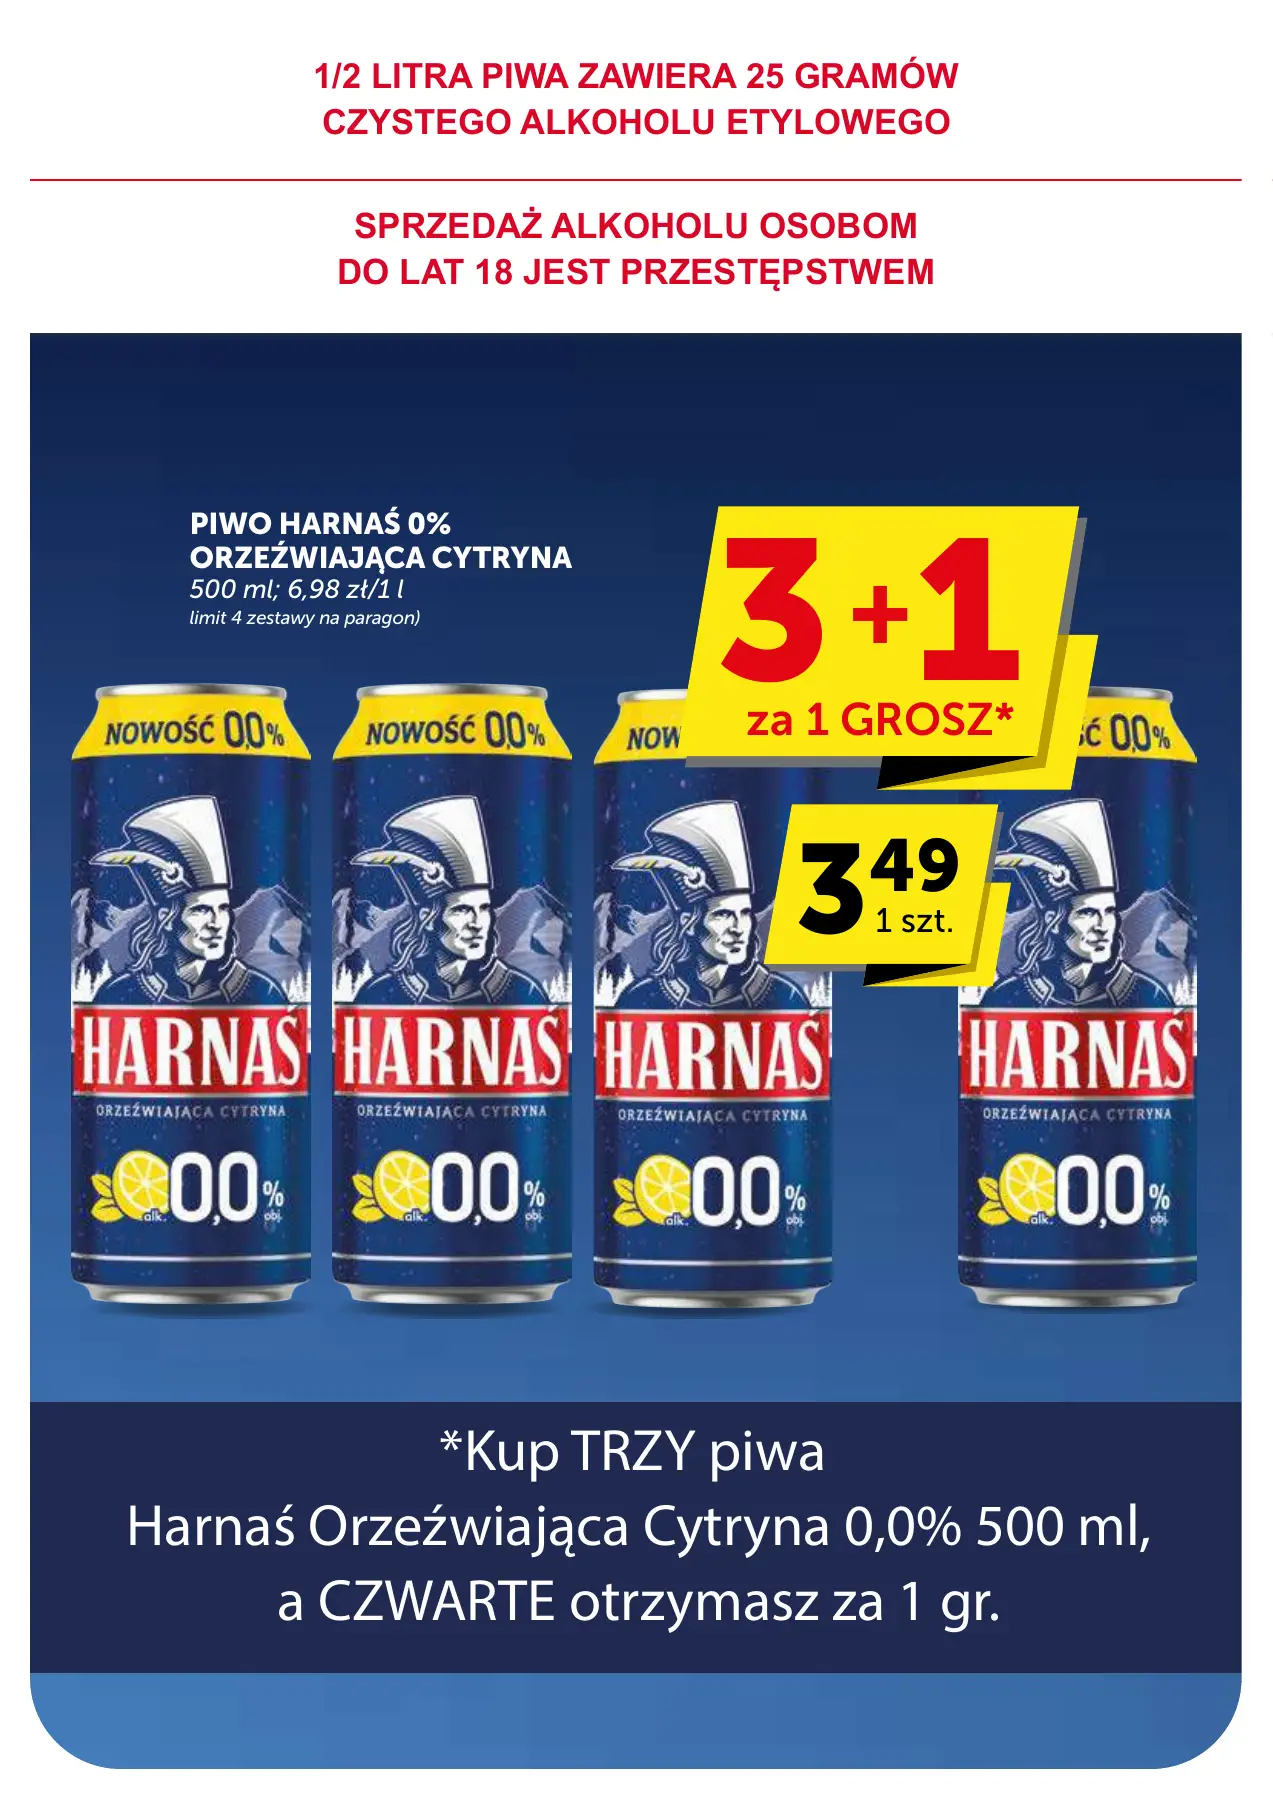 1/2 LITRA PIWA ZAWIERA 25 GRAMÓW
CZYSTEGO ALKOHOLU ETYLOWEGO
SPRZEDAŻ ALKOHOLU OSOBOM
DO LAT 18 JEST PRZESTĘPSTWEM
PIWO HARNAŚ 0%
ORZEŹWIAJĄCA CYTRYNA
500 ml; 6,98 zł/1 l
limit 4 zestawy na paragon)
3+1
za 1 GROSZ*
3 49
1 szt.
NOWOŚĆ 0,0%
HARNAŚ
ORZEŹWIAJĄCA CYTRYNA
alk. 0,0% obj.
NOWOŚĆ 0,0%
HARNAŚ
ORZEŹWIAJĄCA CYTRYNA
alk. 0,0% obj.
NOW
HARNAŚ
ORZEŹWIAJĄCA CYTRYNA
alk. 0,0% obj.
ŚĆ 0,0%
HARNAŚ
ORZEŹWIAJĄCA CYTRYNA
alk. 0,0% obj.
*Kup TRZY piwa
Harnaś Orzeźwiająca Cytryna 0,0% 500 ml,
a CZWARTE otrzymasz za 1 gr.